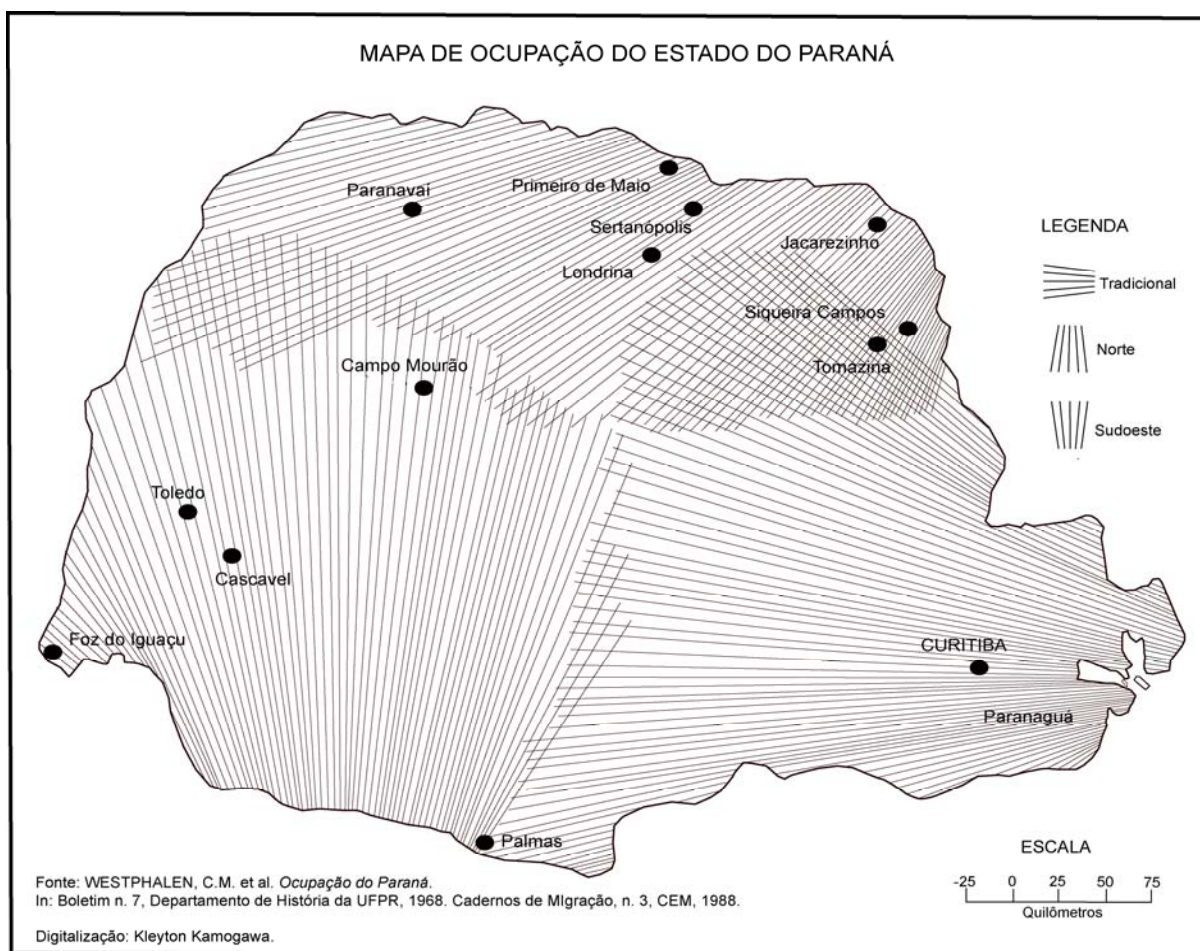 MAPA DE OCUPAÇÃO DO ESTADO DO PARANÁ
Primeiro de Maio
Paranavaí
Sertanópolis
Jacarezinho
LEGENDA
Londrina
Tradicional
Siqueira Campos
Norte
Campo Mourão
Tomazina
Sudoeste
Toledo
Cascavel
Foz do Iguaçu
CURITIBA
Paranaguá
Palmas
ESCALA
-25 0 25 50 75
Quilômetros
Fonte: WESTPHALEN, C.M. et al. Ocupação do Paraná.
In: Boletim n. 7, Departamento de História da UFPR, 1968. Cadernos de MIgração, n. 3, CEM, 1988.
Digitalização: Kleyton Kamogawa.